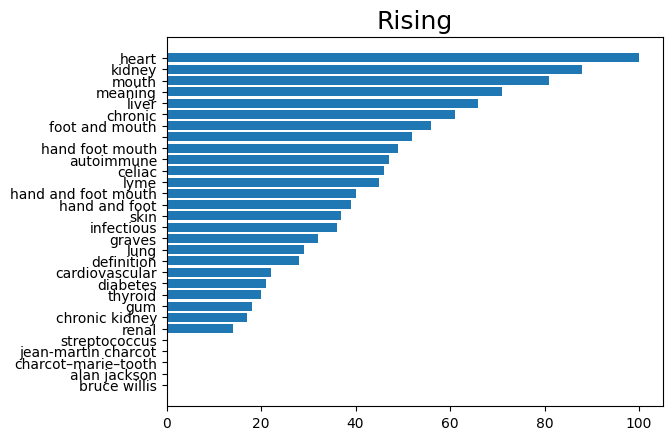 Rising
heart
kidney
mouth
meaning
liver
chronic
foot and mouth
hand foot mouth
autoimmune
celiac
lyme
hand and foot mouth
hand and foot
skin
infectious
graves
lung
definition
cardiovascular
diabetes
thyroid
gum
chronic kidney
renal
streptococcus
jean-martin charcot
charcot–marie–tooth
alan jackson
bruce willis
0 20 40 60 80 100